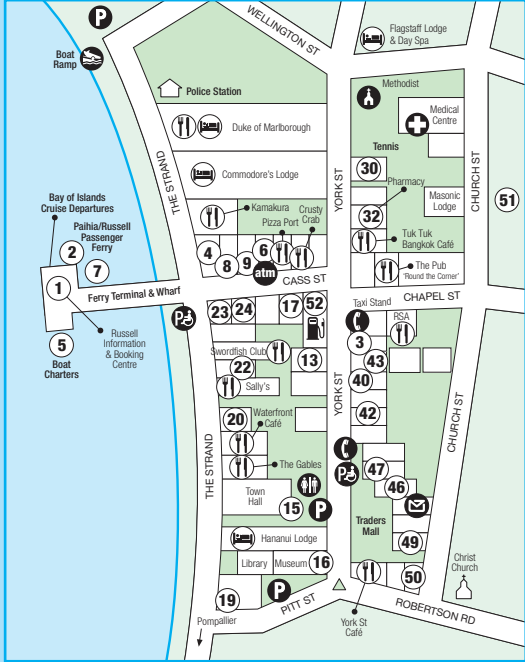 WELLINGTON ST
P
Flagstaff Lodge
& Day Spa
Boat
Ramp
Methodist
Police Station
Medical
Centre
Duke of Marlborough
Tennis
THE STRAND
YORK ST
CHURCH ST
30
Commodore's Lodge
Pharmacy
Bay of Islands
Cruise Departures
Masonic
Lodge
51
Kamakura
Crusty
Crab
Pizza Port
32
Paihia/Russell
Passenger
Ferry
Tuk Tuk
Bangkok Café
2
4
8
9
6
atm
7
The Pub
'Round the Corner'
CASS ST
1
Ferry Terminal & Wharf
CHAPEL ST
Taxi Stand
P
23
24
17
52
RSA
5
Boat
Charters
Russell
Information
& Booking
Centre
3
Swordfish Club
13
43
22
40
Sally's
YORK ST
CHURCH ST
20
Waterfront
Café
42
THE STRAND
The Gables
P
47
Town
Hall
46
15
P
Traders
Mall
Hananui Lodge
49
Library
Museum
16
Christ
Church
50
19
P
PITT ST
ROBERTSON RD
Pompallier
York St
Café